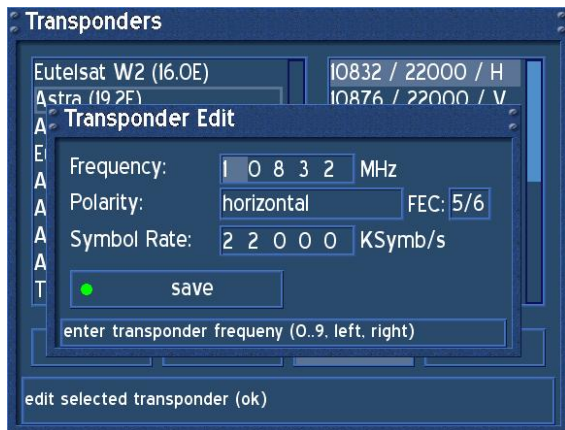 Transponders
Eutelsat W2 (16.0E)
10832 / 22000 / H
Astra (19.2E)
10876 / 22000 / V
A
Transponder Edit
E
Frequency: 1 0 8 3 2 MHz
A
Polarity: horizontal FEC: 5/6
A
Symbol Rate: 2 2 0 0 0 KSymb/s
A
A
T
save
enter transponder frequeny (0..9, left, right)
edit selected transponder (ok)